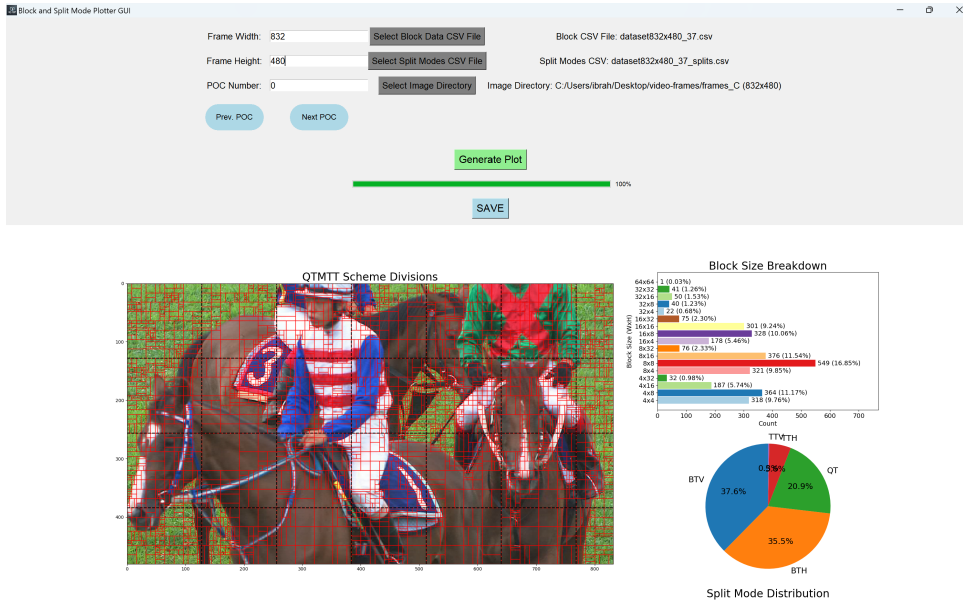 Block and Split Mode Plotter GUI
Frame Width: 832 Select Block Data CSV File Block CSV File: dataset832x480_37.csv
Frame Height: 480 Select Split Modes CSV File Split Modes CSV: dataset832x480_37_splits.csv
POC Number: 0 Select Image Directory Image Directory: C:/Users/ibrah/Desktop/video-frames/frames_C (832x480)
Prev. POC Next POC
Generate Plot
100%
SAVE
QTMTT Scheme Divisions
0
100
200
300
400
0 100 200 300 400 500 600 700 800
Block Size Breakdown
Block Size (WxH)
64x64 1 (0.03%)
32x32 41 (1.26%)
32x16 50 (1.53%)
32x8 40 (1.23%)
32x4 22 (0.68%)
16x32 75 (2.30%)
16x16 301 (9.24%)
16x8 328 (10.06%)
16x4 178 (5.46%)
8x32 76 (2.33%)
8x16 376 (11.54%)
8x8 549 (16.85%)
8x4 321 (9.85%)
4x32 32 (0.98%)
4x16 187 (5.74%)
4x8 364 (11.17%)
4x4 318 (9.76%)
100 200 300 400 500 600 700
Count
TTV TTH
BTV 37.6%
QT 20.9%
35.5%
BTH
Split Mode Distribution